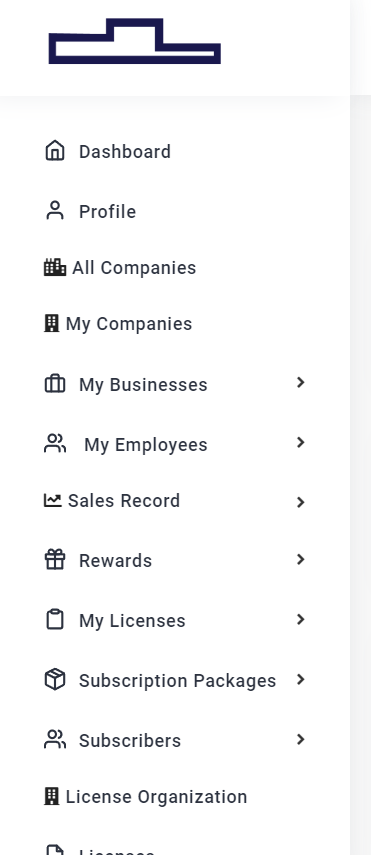 Dashboard
Profile
All Companies
My Companies
My Businesses
My Employees
Sales Record
Rewards
My Licenses
Subscription Packages
Subscribers
License Organization
Licenses